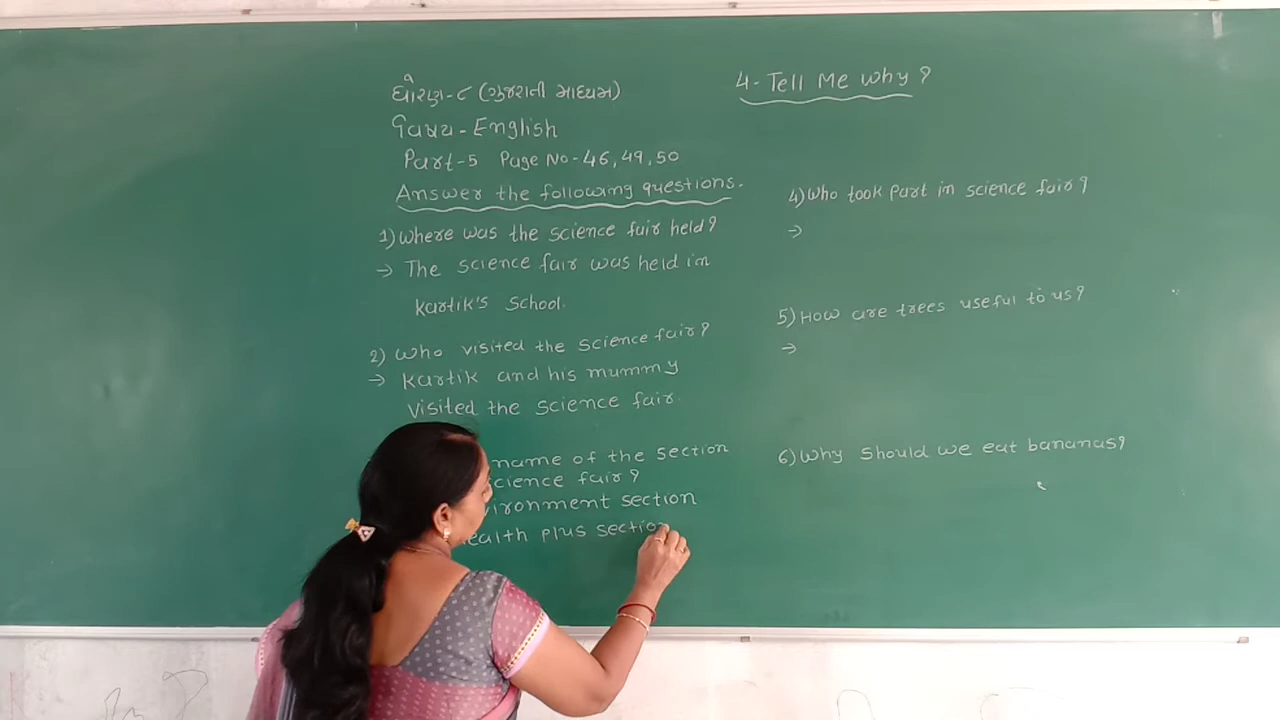 ધોરણ-૮ (ગુજરાતી માધ્યમ)
વિષય - English
Part-5 Page No-46,49,50
Answer the following questions.
1) Where was the science fair held?
→ The science fair was held in
Kartik's School.
2) Who visited the science fair?
→ Kartik and his mummy
visited the science fair.
name of the section
science fair?
section
Health plus section
4- Tell Me Why?
4) Who took part in science fair?
→
5) How are trees useful to us?
→
6) Why should we eat bananas?